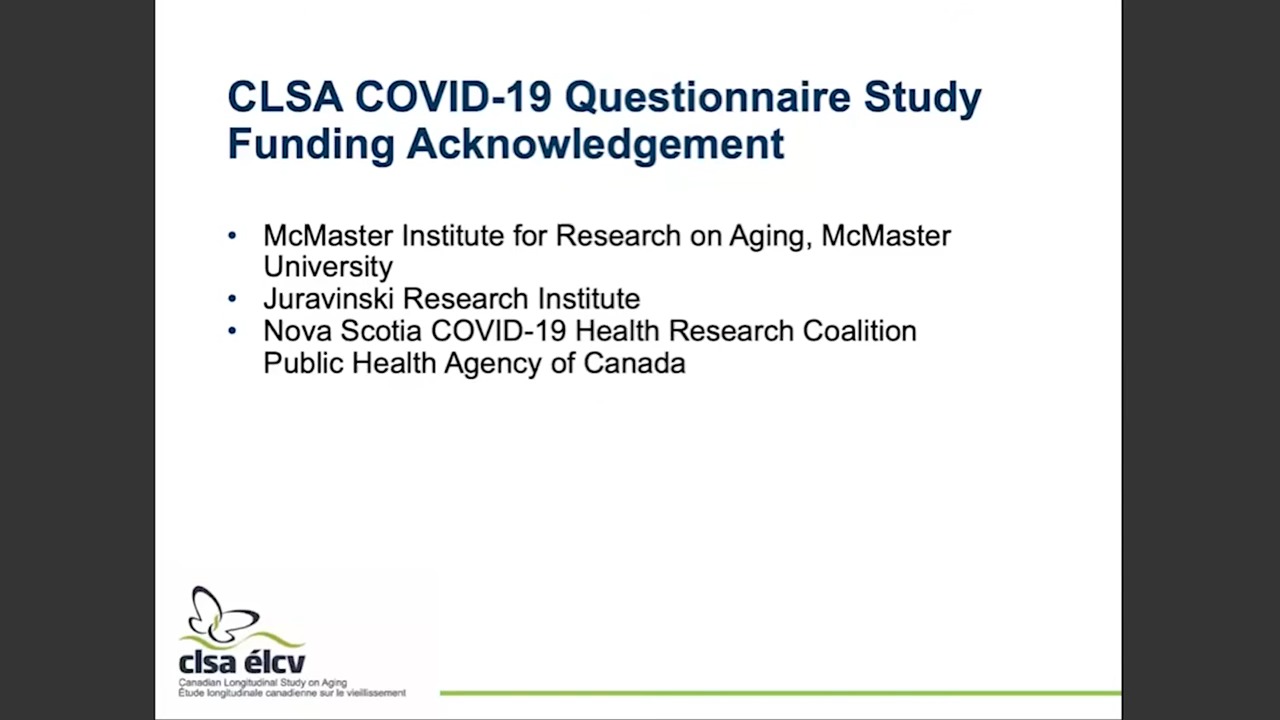 CLSA COVID-19 Questionnaire Study
Funding Acknowledgement
• McMaster Institute for Research on Aging, McMaster
University
• Juravinski Research Institute
• Nova Scotia COVID-19 Health Research Coalition
Public Health Agency of Canada
clsa élcv
Canadian Longitudinal Study on Aging
Étude longitudinale canadienne sur le vieillissement